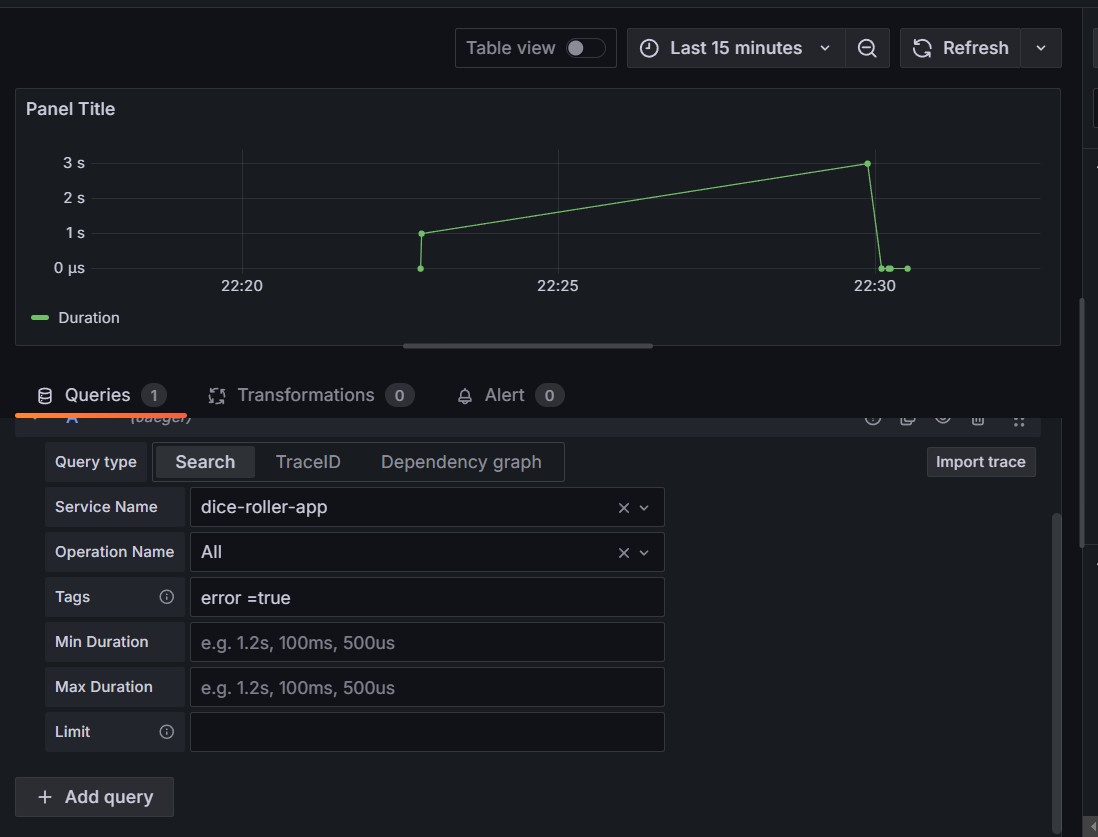 Table view
Last 15 minutes
Refresh
Panel Title
3 s
2 s
1 s
0 µs
22:20
22:25
22:30
Duration
Queries 1
Transformations 0
Alert 0
A (Jaeger)
Query type
Search
TraceID
Dependency graph
Import trace
Service Name
dice-roller-app
Operation Name
All
Tags
error =true
Min Duration
e.g. 1.2s, 100ms, 500us
Max Duration
e.g. 1.2s, 100ms, 500us
Limit
+ Add query